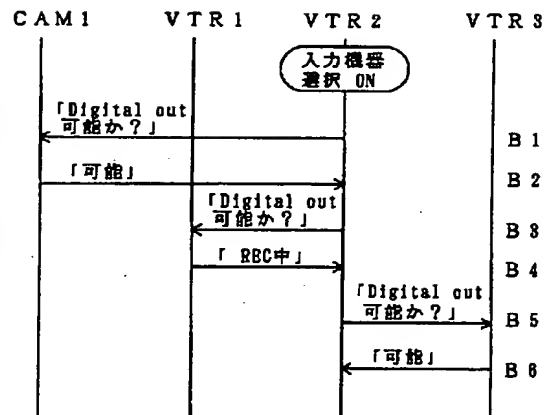 CAM1 VTR1 VTR2 VTR3
入力機器
選択 ON
「Digital out
可能か?」
B1
「可能」
B2
「Digital out
可能か?」
B3
「 REC中」
B4
「Digital out
可能か?」
B5
「可能」
B6